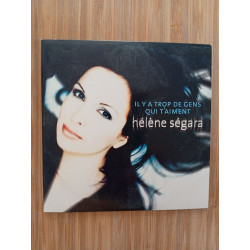 IL Y A TROP DE GENS
QUI T'AIMENT
hélène ségara